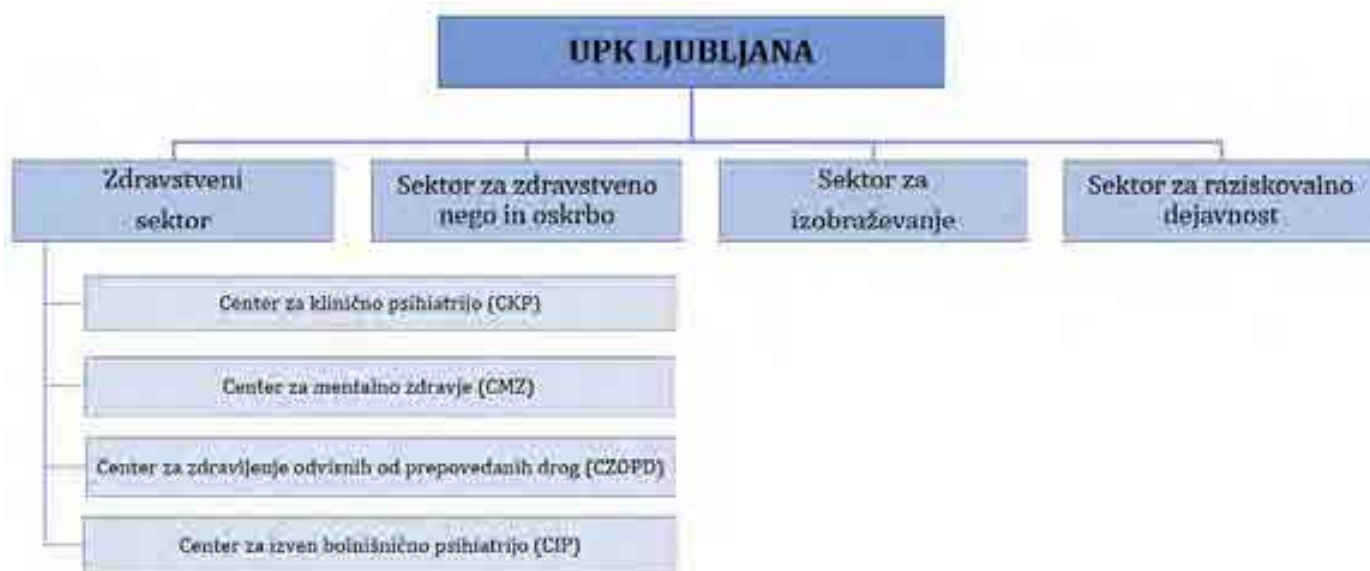 UPK LJUBLJANA
Zdravstveni
sektor
Sektor za zdravstveno
nego in oskrbo
Sektor za
izobraževanje
Sektor za raziskovalno
dejavnost
Center za klinično psihiatrijo (CKP)
Center za mentalno zdravje (CMZ)
Center za zdravljenje odvisnih od prepovedanih drog (CZOPD)
Center za izven bolnišnično psihiatrijo (CIP)